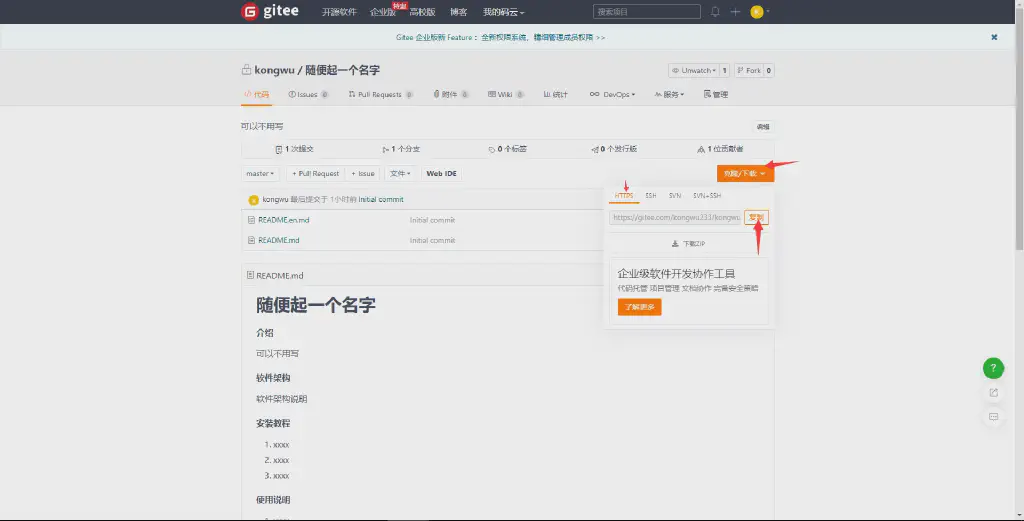 gitee 开源软件 企业版 特惠 高校版 博客 我的码云 搜索项目
Gitee 企业版新 Feature： 全新权限系统，精细管理成员权限 >>
kongwu / 随便起一个名字 Unwatch 1 Fork 0
代码 Issues 0 Pull Requests 0 附件 0 Wiki 0 统计 DevOps 服务 管理
可以不用写 编辑
1 次提交 1 个分支 0 个标签 0 个发行版 1 位贡献者
master + Pull Request + Issue 文件 Web IDE 克隆/下载
kongwu 最后提交于 1小时前 Initial commit
HTTPS SSH SVN SVN+SSH
README.en.md Initial commit
https://gitee.com/kongwu333/kongwu 复制
README.md Initial commit
下载ZIP
企业级软件开发协作工具
代码托管 项目管理 文档协作 完善安全策略
了解更多
README.md
随便起一个名字
介绍
可以不用写
软件架构
软件架构说明
安装教程
1. xxxx
2. xxxx
3. xxxx
使用说明